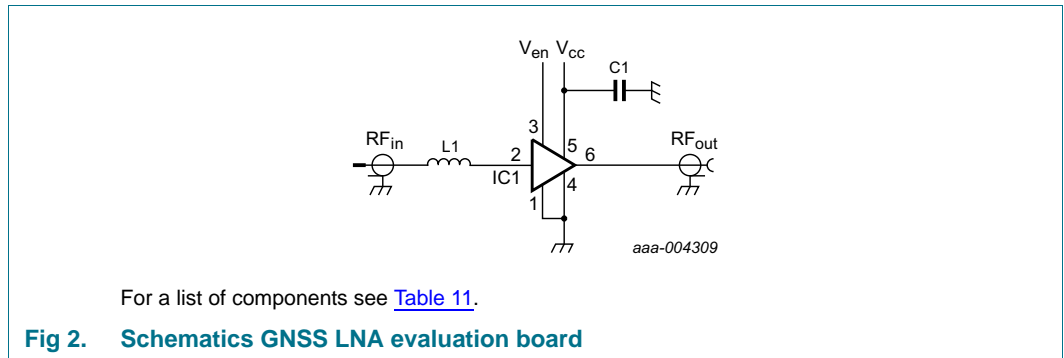 Ven Vcc
C1
3
RFin
L1
2
5
6
RFout
IC1
4
1
aaa-004309
For a list of components see Table 11.
Fig 2. Schematics GNSS LNA evaluation board